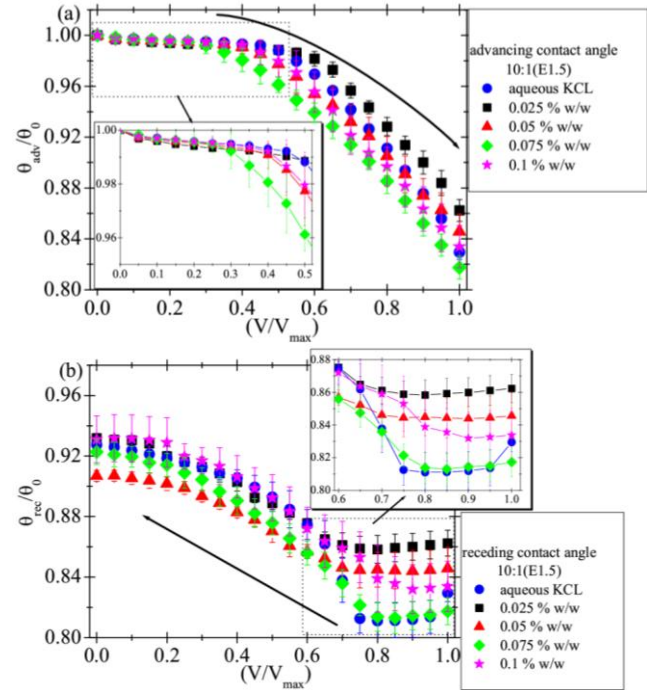 (a)
1.00
0.96
0.92
0.88
0.84
0.80
θadv/θ0
1.00
0.98
0.96
0.0 0.1 0.2 0.3 0.4 0.5
0.0 0.2 0.4 0.6 0.8 1.0
(V/Vmax)
advancing contact angle
10:1(E1.5)
aqueous KCL
0.025 % w/w
0.05 % w/w
0.075 % w/w
0.1 % w/w
(b)
0.96
0.92
0.88
0.84
0.80
θrec/θ0
0.88
0.86
0.84
0.82
0.80
0.6 0.7 0.8 0.9 1.0
(V/Vmax)
0.0 0.2 0.4 0.6 0.8 1.0
(V/Vmax)
receding contact angle
10:1(E1.5)
aqueous KCL
0.025 % w/w
0.05 % w/w
0.075 % w/w
0.1 % w/w